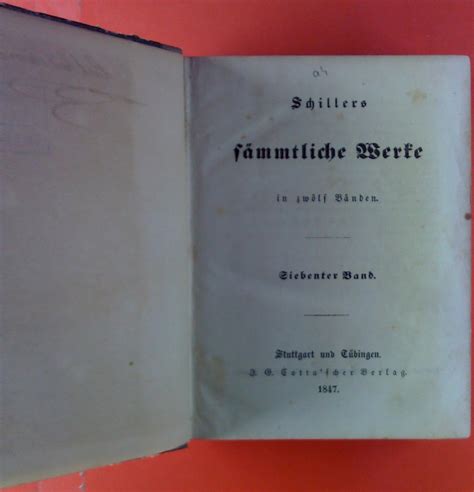 Schillers
sämmtliche Werke
in zwölf Bänden.
Siebenter Band.
Stuttgart und Tübingen.
J. G. Cotta'scher Verlag.
1847.